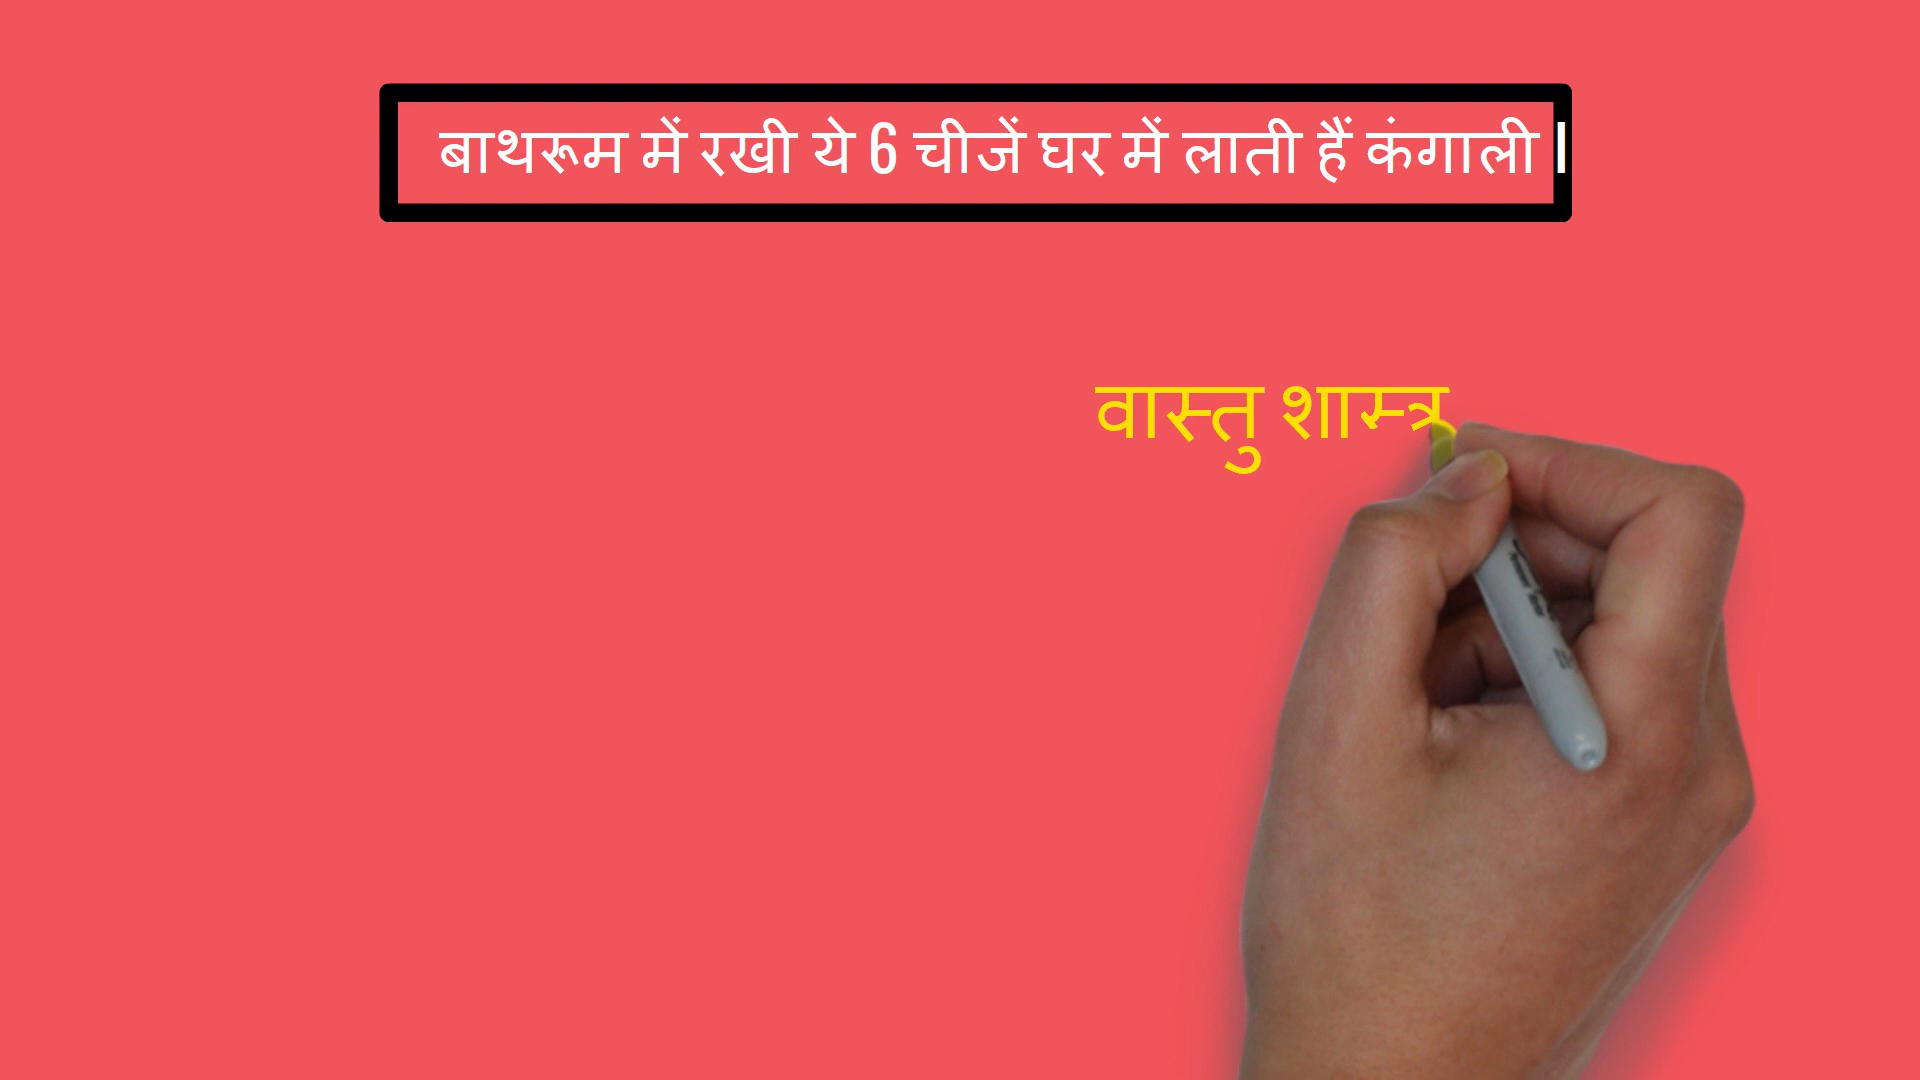 बाथरूम में रखी ये 6 चीजें घर में लाती हैं कंगाली l
वास्तु शास्त्र